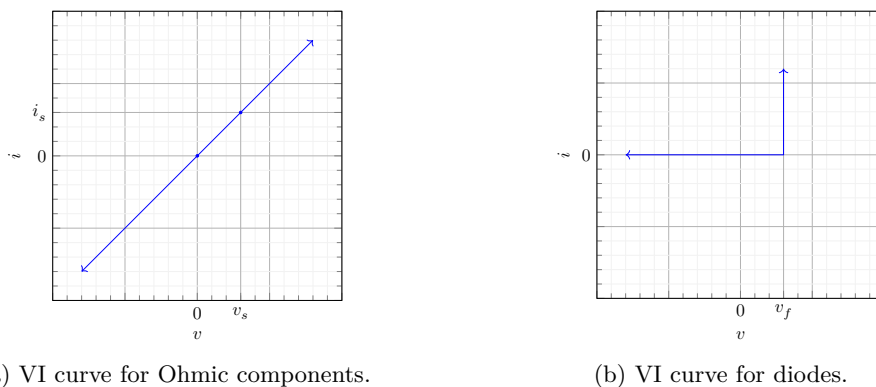 i_s
0
i
0
v_s
v
) VI curve for Ohmic components.
0
i
0
v_f
v
(b) VI curve for diodes.